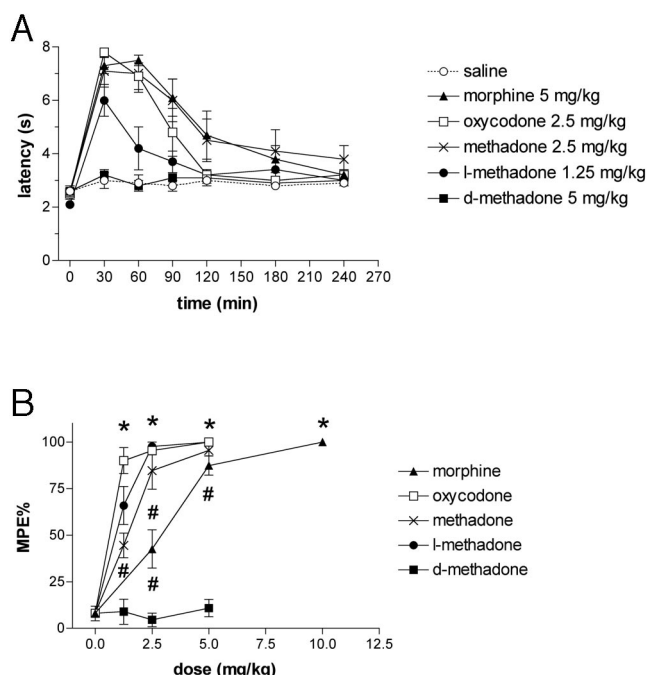 A
8
6
4
2
0
latency (s)
0 30 60 90 120 150 180 210 240 270
time (min)
saline
morphine 5 mg/kg
oxycodone 2.5 mg/kg
methadone 2.5 mg/kg
l-methadone 1.25 mg/kg
d-methadone 5 mg/kg
B
* * * *
100
75
50
25
0
MPE%
# #
# #
0.0 2.5 5.0 7.5 10.0 12.5
dose (mg/kg)
morphine
oxycodone
methadone
l-methadone
d-methadone